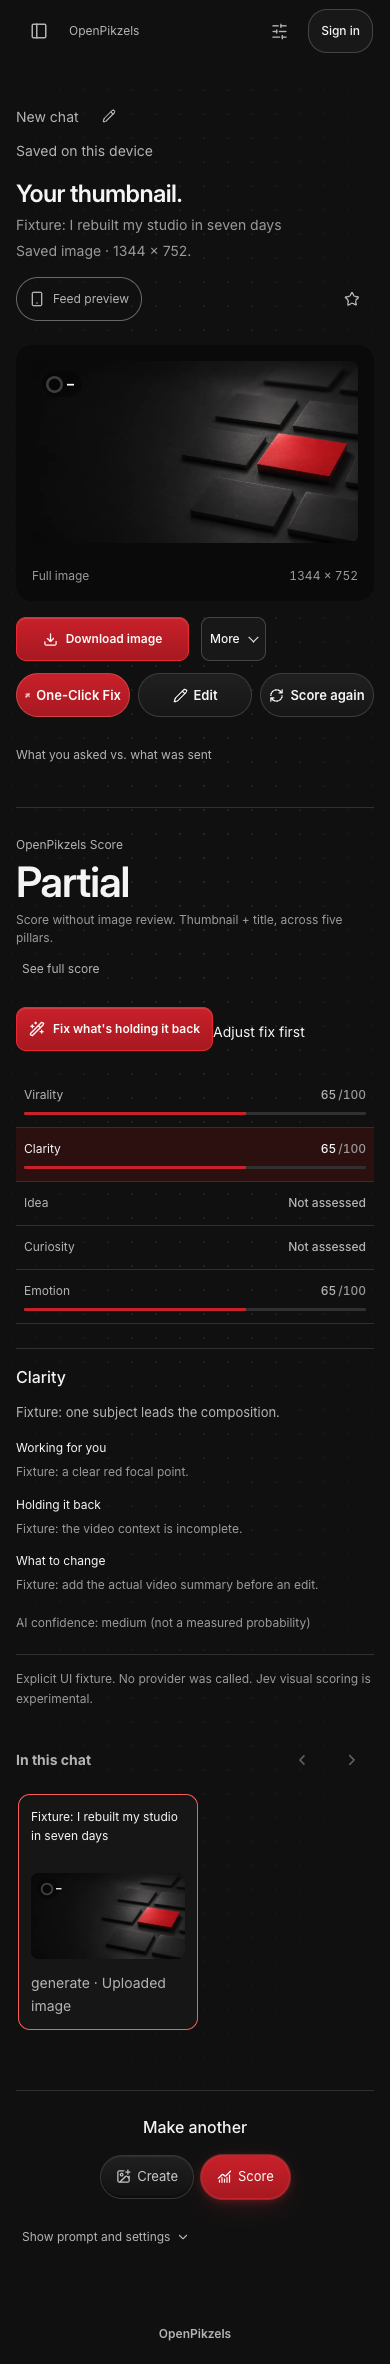 OpenPikzels
Sign in
New chat
Saved on this device
Your thumbnail.
Fixture: I rebuilt my studio in seven days
Saved image · 1344 × 752.
Feed preview
Full image
1344 × 752
Download image
More
One-Click Fix
Edit
Score again
What you asked vs. what was sent
OpenPikzels Score
Partial
Score without image review. Thumbnail + title, across five
pillars.
See full score
Fix what's holding it back
Adjust fix first
Virality
65/100
Clarity
65/100
Idea
Not assessed
Curiosity
Not assessed
Emotion
65/100
Clarity
Fixture: one subject leads the composition.
Working for you
Fixture: a clear red focal point.
Holding it back
Fixture: the video context is incomplete.
What to change
Fixture: add the actual video summary before an edit.
AI confidence: medium (not a measured probability)
Explicit UI fixture. No provider was called. Jev visual scoring is
experimental.
In this chat
Fixture: I rebuilt my studio
in seven days
generate · Uploaded
image
Make another
Create
Score
Show prompt and settings
OpenPikzels